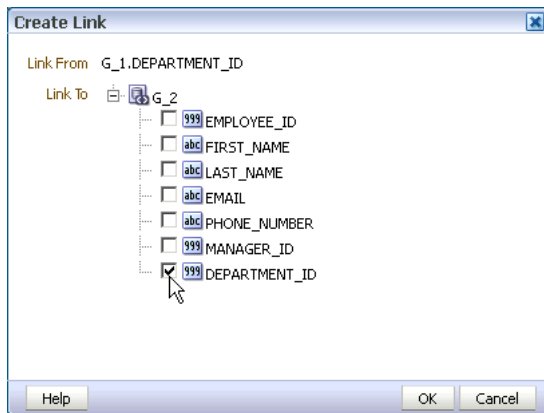 Create Link
Link From G_1.DEPARTMENT_ID
Link To G_2
999 EMPLOYEE_ID
abc FIRST_NAME
abc LAST_NAME
abc EMAIL
abc PHONE_NUMBER
999 MANAGER_ID
999 DEPARTMENT_ID
Help OK Cancel